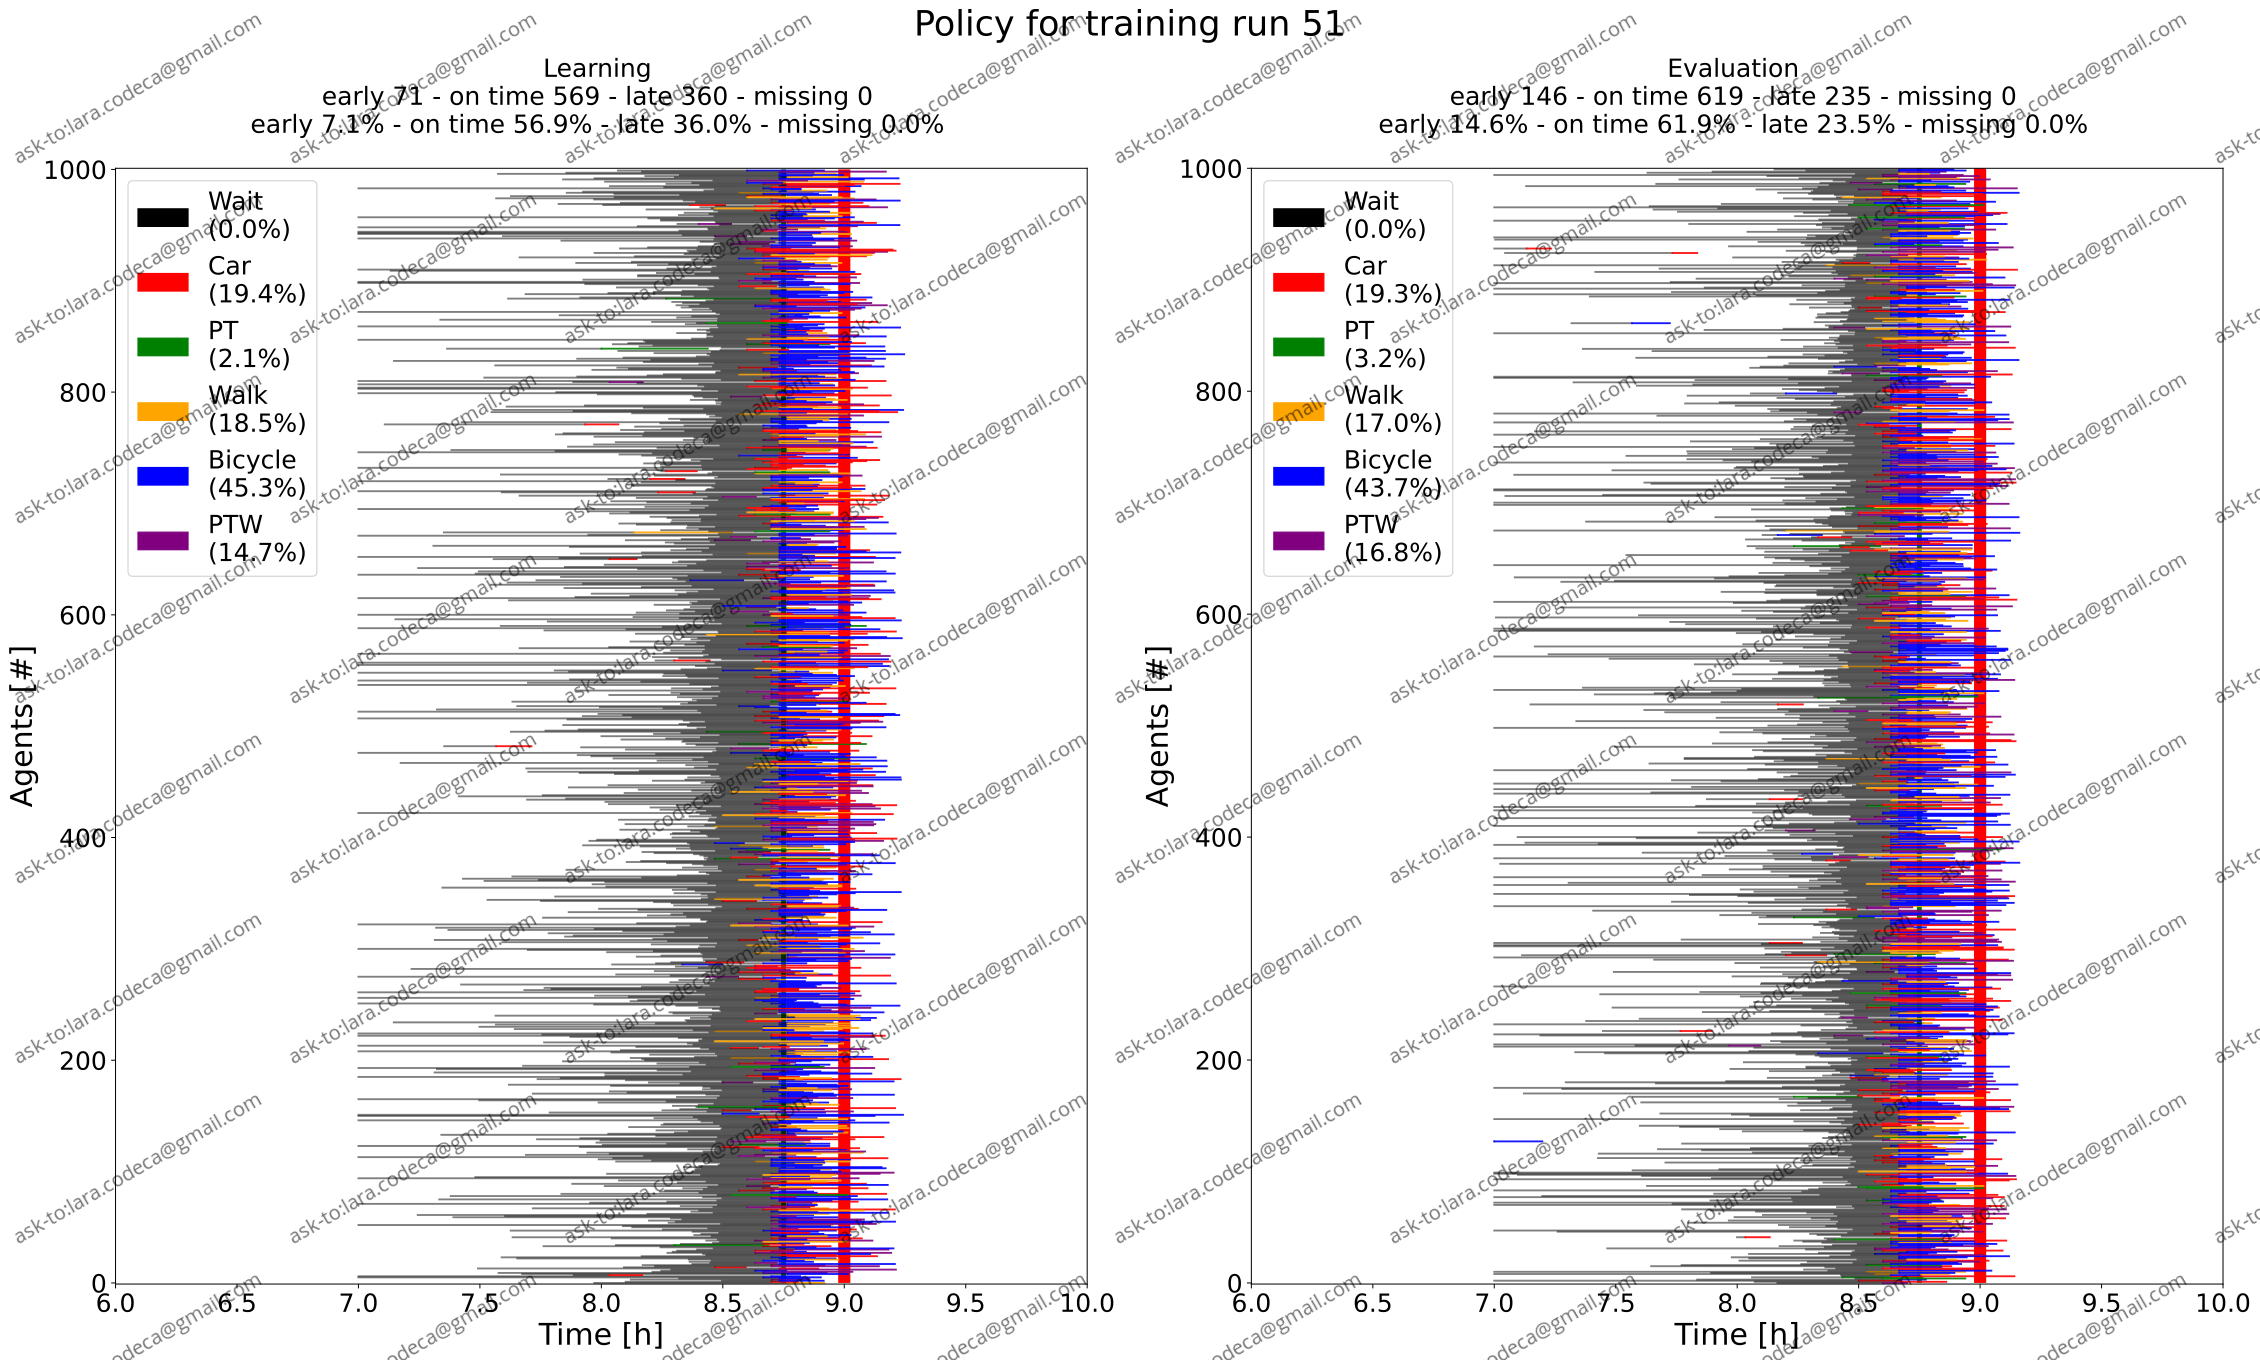 Policy for training run 51
Learning
early 71 - on time 569 - late 360 - missing 0
early 7.1% - on time 56.9% - late 36.0% - missing 0.0%
1000
800
600
400
200
0
Agents [#]
Wait
(0.0%)
Car
(19.4%)
PT
(2.1%)
Walk
(18.5%)
Bicycle
(45.3%)
PTW
(14.7%)
6.0 6.5 7.0 7.5 8.0 8.5 9.0 9.5 10.0
Time [h]
Evaluation
early 146 - on time 619 - late 235 - missing 0
early 14.6% - on time 61.9% - late 23.5% - missing 0.0%
1000
800
600
400
200
0
Agents [#]
Wait
(0.0%)
Car
(19.3%)
PT
(3.2%)
Walk
(17.0%)
Bicycle
(43.7%)
PTW
(16.8%)
6.0 6.5 7.0 7.5 8.0 8.5 9.0 9.5 10.0
Time [h]
ask-to:lara.codeca@gmail.com